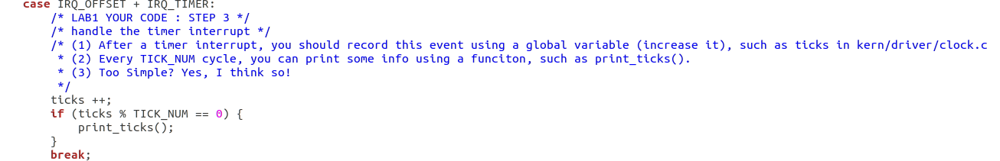 case IRQ_OFFSET + IRQ_TIMER:
/* LAB1 YOUR CODE : STEP 3 */
/* handle the timer interrupt */
/* (1) After a timer interrupt, you should record this event using a global variable (increase it), such as ticks in kern/driver/clock.c
* (2) Every TICK_NUM cycle, you can print some info using a funciton, such as print_ticks().
* (3) Too Simple? Yes, I think so!
*/
ticks ++;
if (ticks % TICK_NUM == 0) {
print_ticks();
}
break;